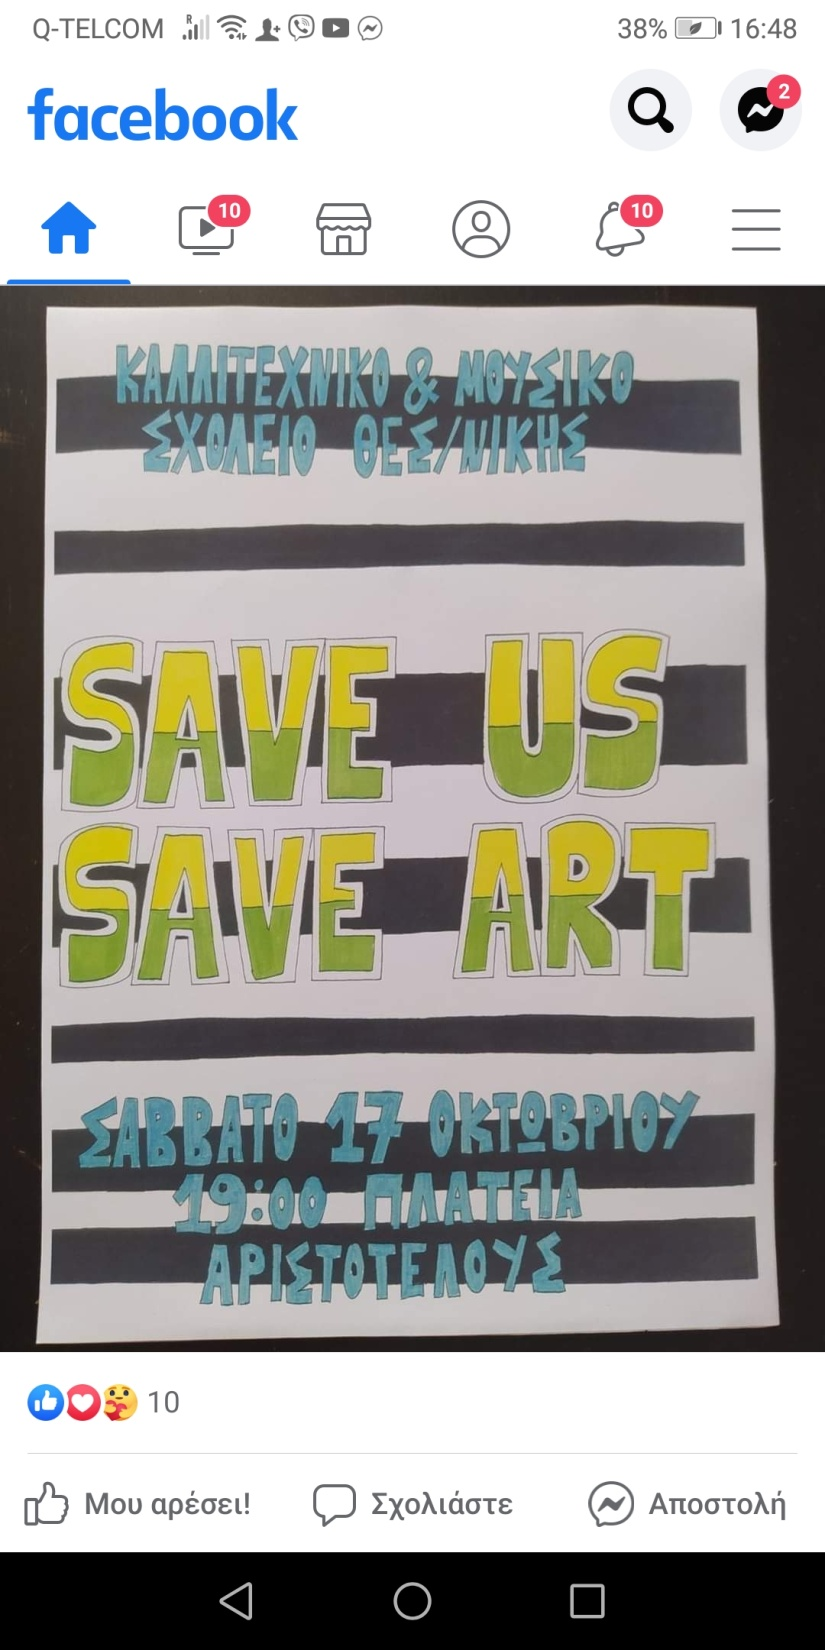 Q-TELCOM R 38% 16:48
facebook 2
10 10
ΚΑΛΛΙΤΕΧΝΙΚΟ & ΜΟΥΣΙΚΟ
ΣΧΟΛΕΙΟ ΘΕΣ/ΝΙΚΗΣ
SAVE US
SAVE ART
ΣΑΒΒΑΤΟ 17 ΟΚΤΩΒΡΙΟΥ
19:00 ΠΛΑΤΕΙΑ
ΑΡΙΣΤΟΤΕΛΟΥΣ
10
Μου αρέσει! Σχολιάστε Αποστολή